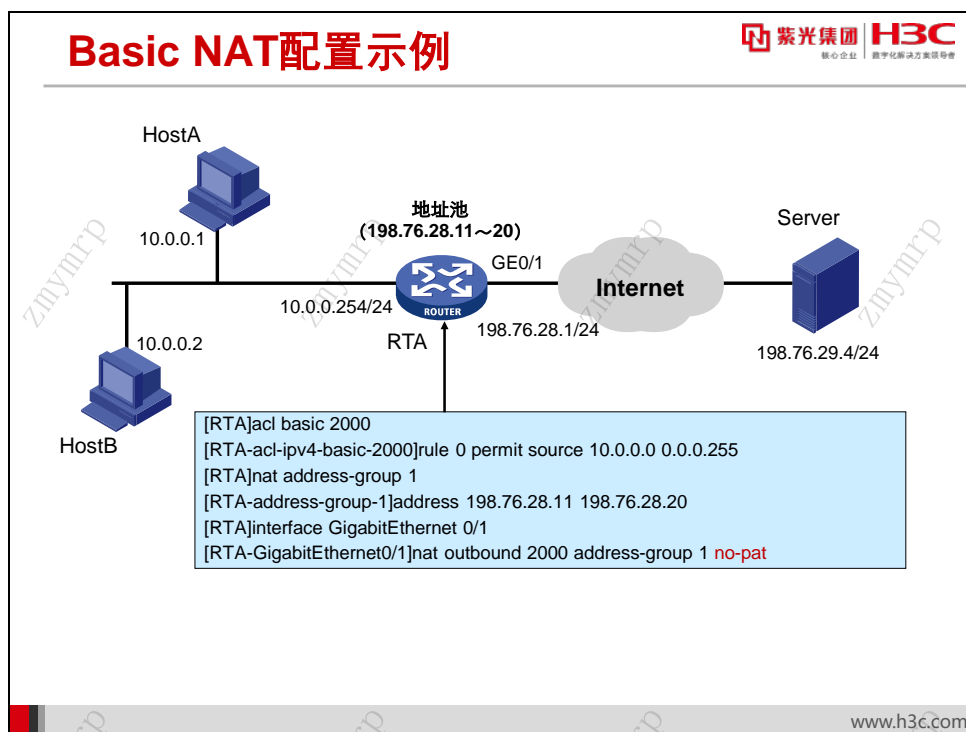 Basic NAT配置示例
紫光集团 H3C
核心企业 数字化解决方案领导者
HostA
地址池
(198.76.28.11～20)
Server
10.0.0.1
GE0/1
Internet
10.0.0.254/24
ROUTER
198.76.28.1/24
10.0.0.2
RTA
198.76.29.4/24
HostB
[RTA]acl basic 2000
[RTA-acl-ipv4-basic-2000]rule 0 permit source 10.0.0.0 0.0.0.255
[RTA]nat address-group 1
[RTA-address-group-1]address 198.76.28.11 198.76.28.20
[RTA]interface GigabitEthernet 0/1
[RTA-GigabitEthernet0/1]nat outbound 2000 address-group 1 no-pat
zmymrp
zmymrp
zmymrp
zmymrp
www.h3c.com